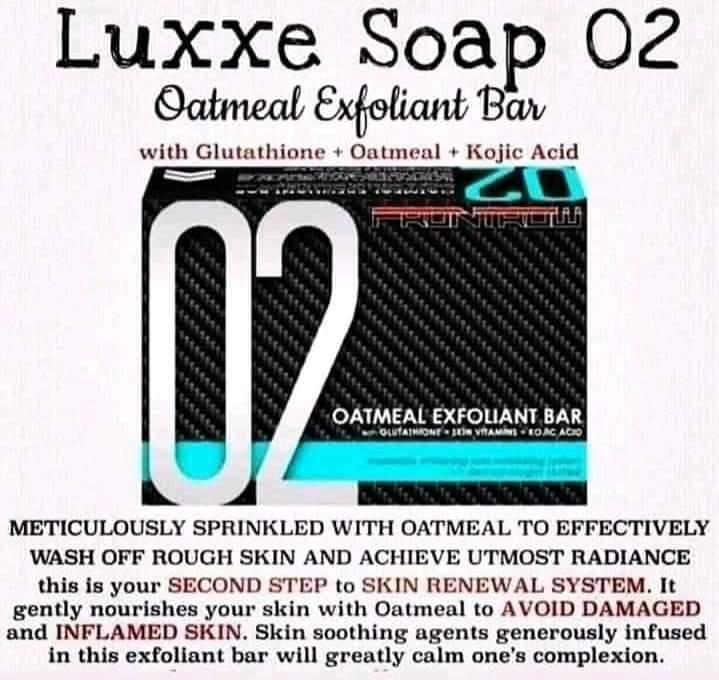 Luxxe Soap 02
Oatmeal Exfoliant Bar
with Glutathione + Oatmeal + Kojic Acid
02
FRONTROW
02
OATMEAL EXFOLIANT BAR
with GLUTATHIONE • SKIN VITAMINS • KOJIC ACID
METICULOUSLY SPRINKLED WITH OATMEAL TO EFFECTIVELY
WASH OFF ROUGH SKIN AND ACHIEVE UTMOST RADIANCE
this is your SECOND STEP to SKIN RENEWAL SYSTEM. It
gently nourishes your skin with Oatmeal to AVOID DAMAGED
and INFLAMED SKIN. Skin soothing agents generously infused
in this exfoliant bar will greatly calm one's complexion.